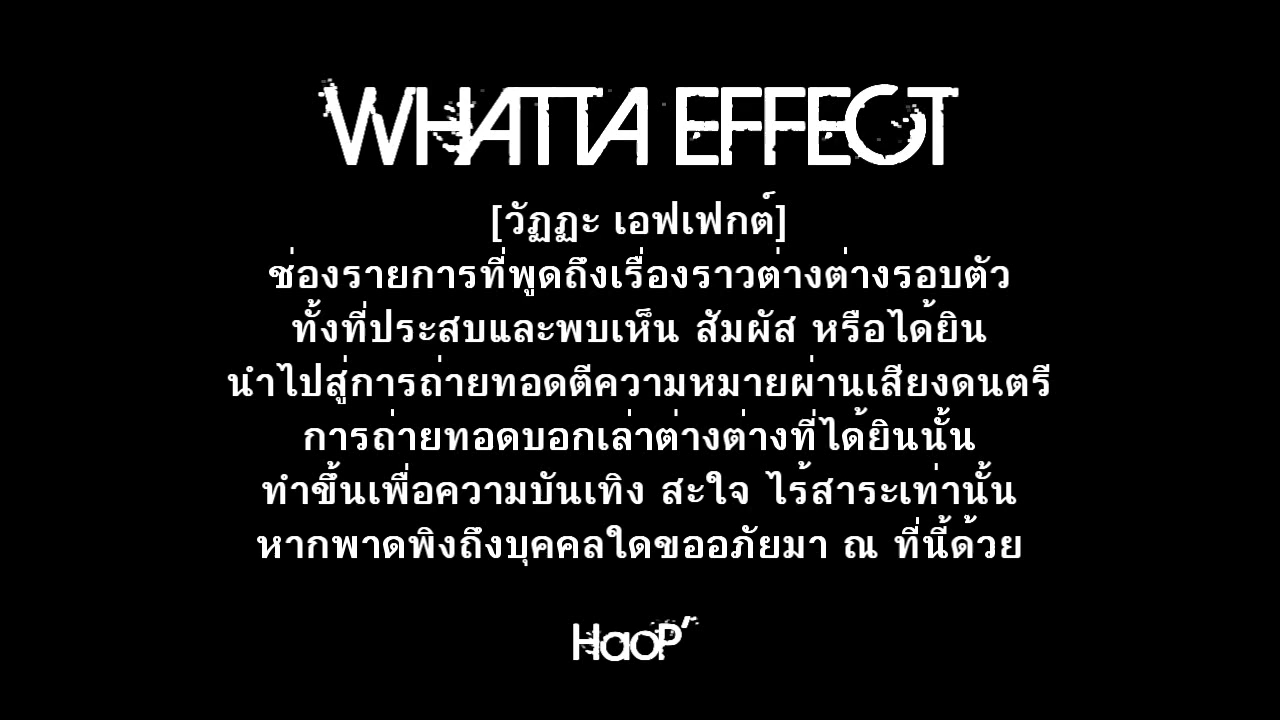 WHATTA EFFECT
[วัฏฏะ เอฟเฟกต์]
ช่องรายการที่พูดถึงเรื่องราวต่างต่างรอบตัว
ทั้งที่ประสบและพบเห็น สัมผัส หรือได้ยิน
นำไปสู่การถ่ายทอดตีความหมายผ่านเสียงดนตรี
การถ่ายทอดบอกเล่าต่างต่างที่ได้ยินนั้น
ทำขึ้นเพื่อความบันเทิง สะใจ ไร้สาระเท่านั้น
หากพาดพิงถึงบุคคลใดขออภัยมา ณ ที่นี้ด้วย
HaoP'